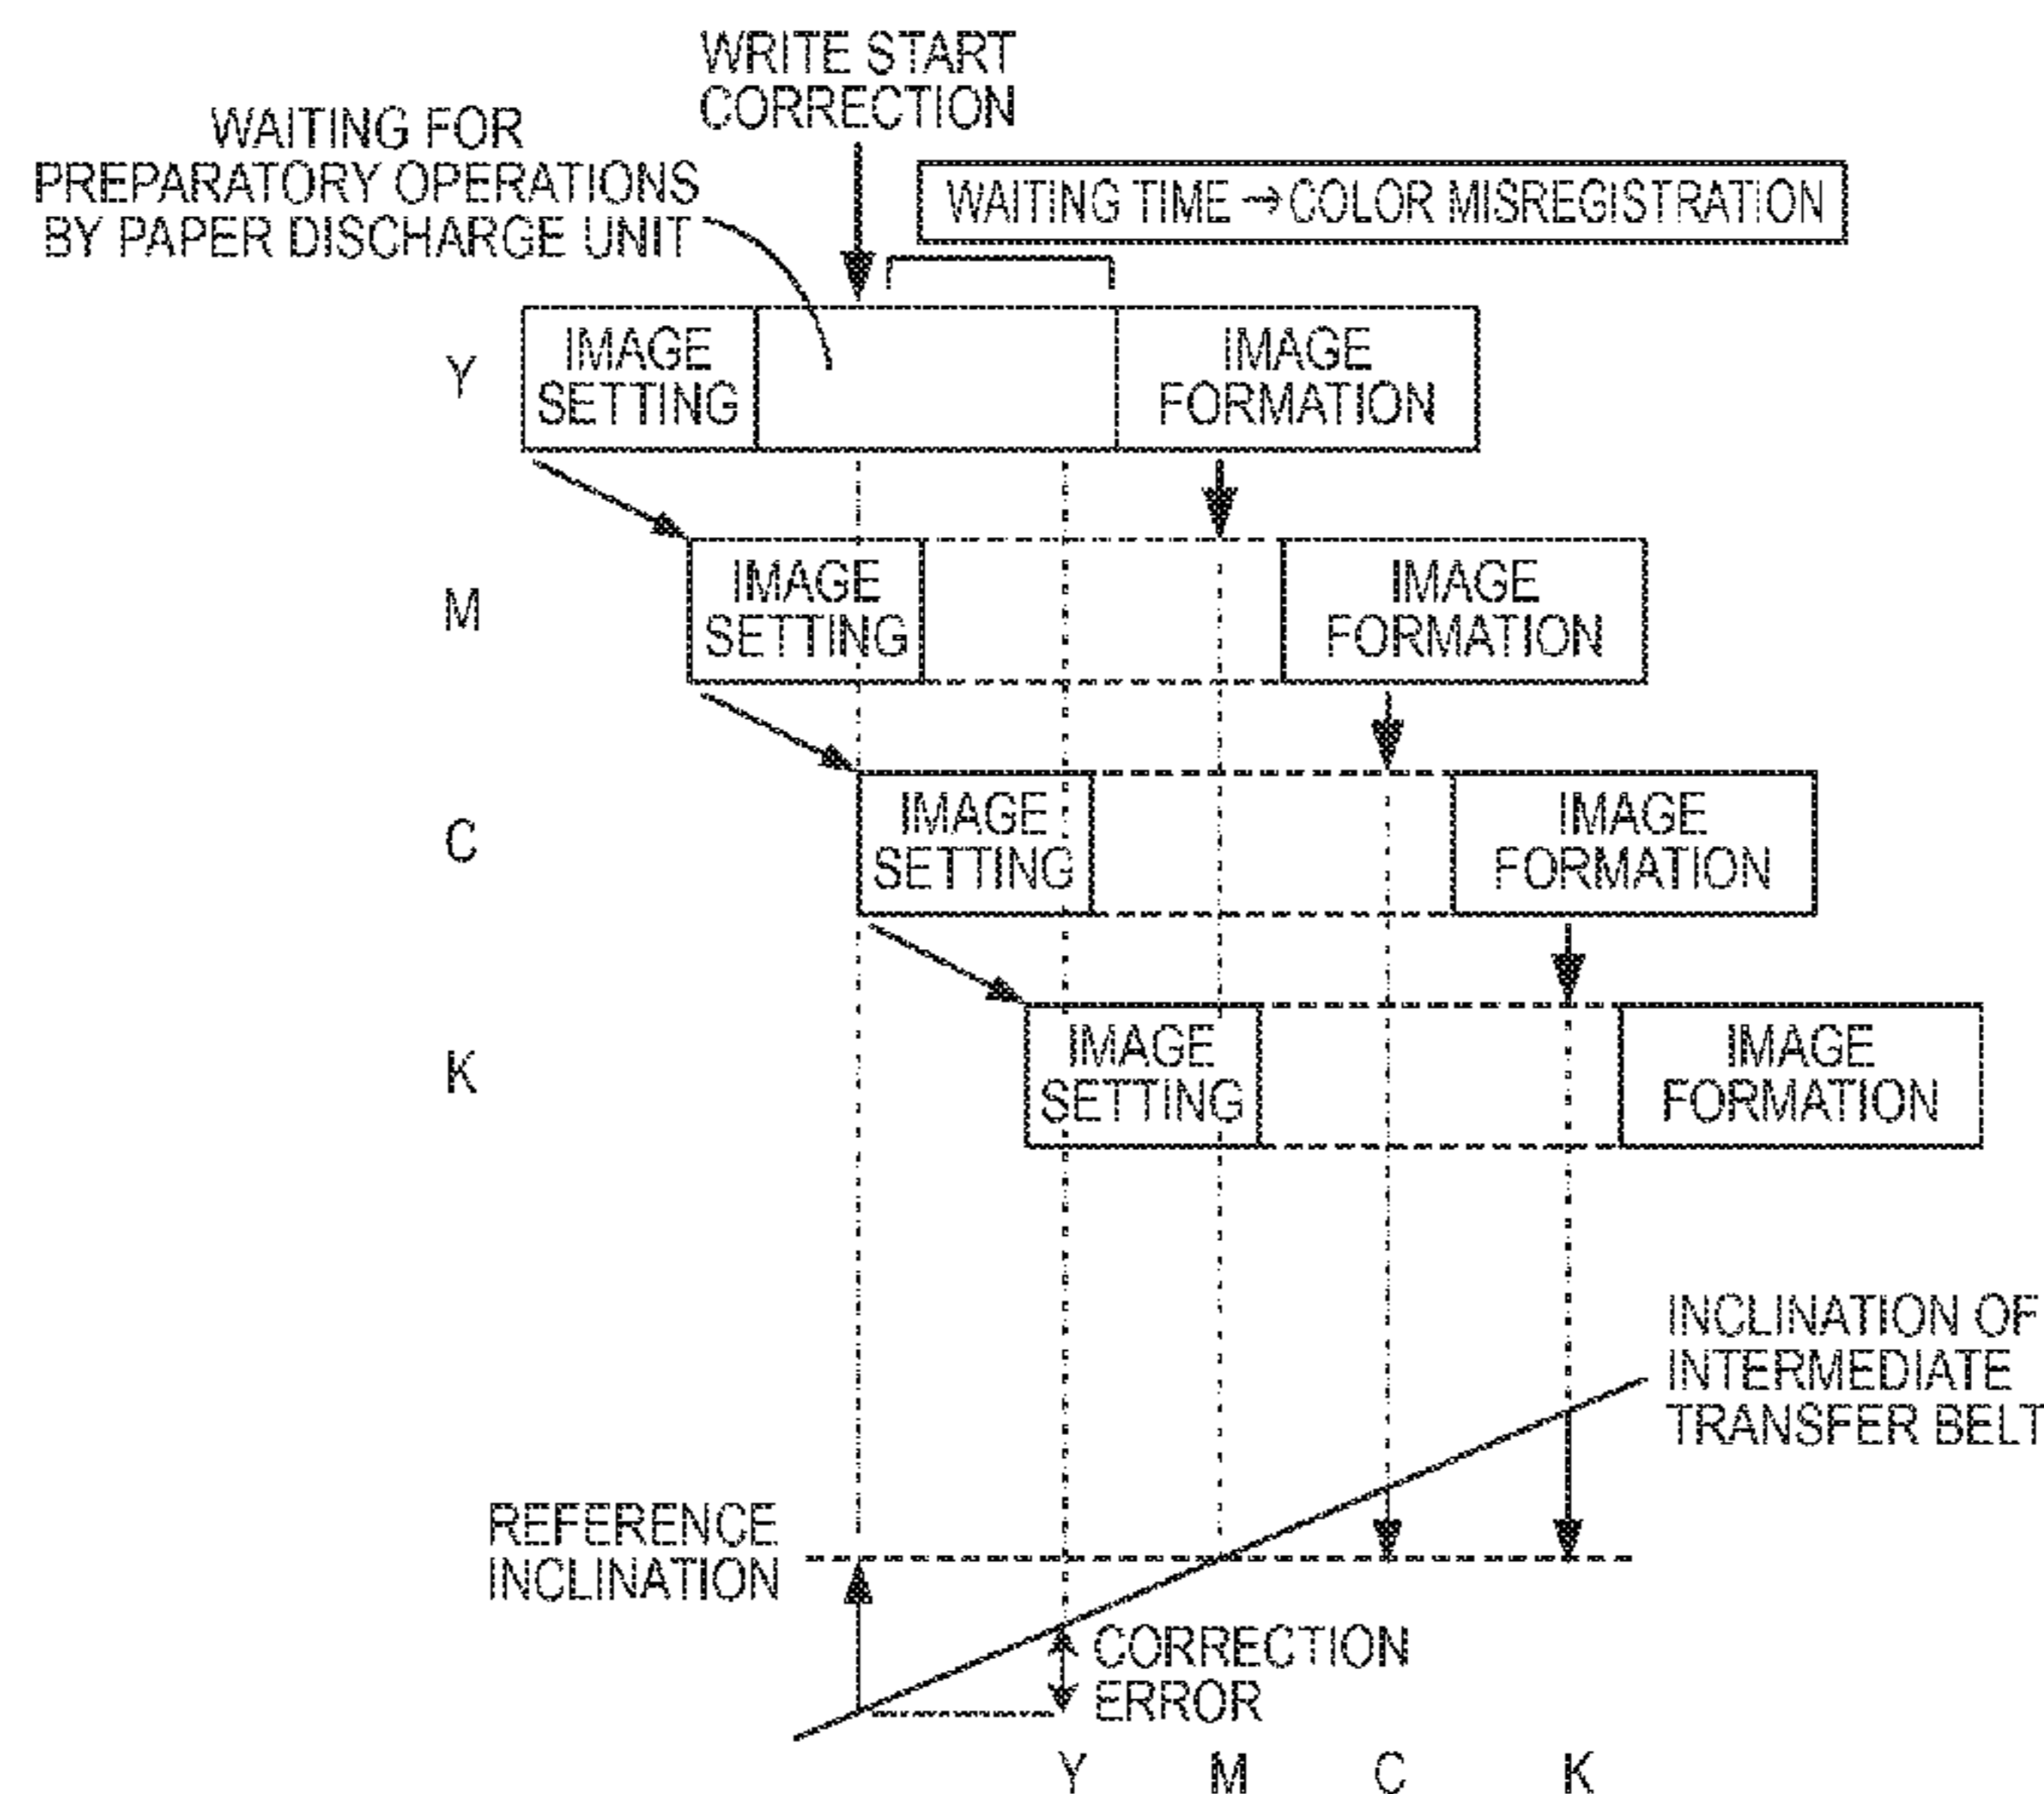 WRITE START
CORRECTION
WAITING FOR
PREPARATORY OPERATIONS
BY PAPER DISCHARGE UNIT
WAITING TIME → COLOR MISREGISTRATION
Y
IMAGE
SETTING
IMAGE
FORMATION
M
IMAGE
SETTING
IMAGE
FORMATION
C
IMAGE
SETTING
IMAGE
FORMATION
K
IMAGE
SETTING
IMAGE
FORMATION
INCLINATION OF
INTERMEDIATE
TRANSFER BELT
REFERENCE
INCLINATION
CORRECTION
ERROR
Y M C K